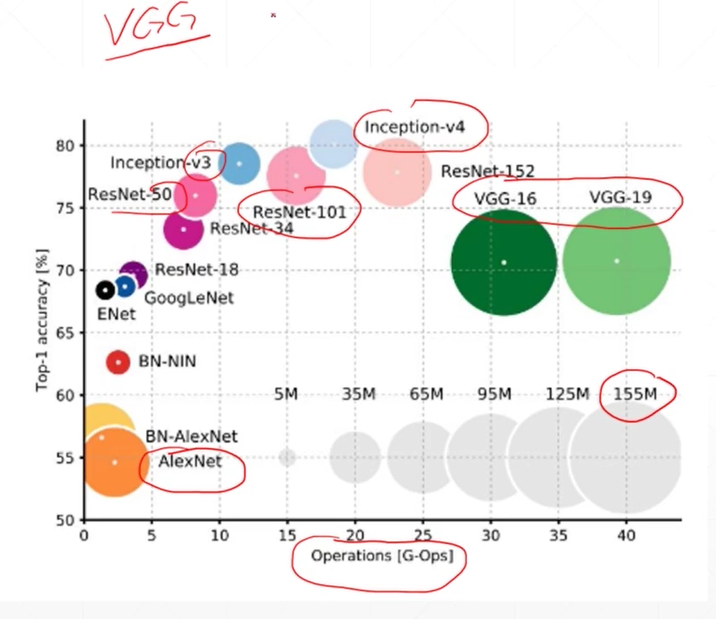 VGG
80
Inception-v4
Inception-v3
ResNet-152
ResNet-50
VGG-16
VGG-19
75
ResNet-101
ResNet-34
70
ResNet-18
GoogLeNet
ENet
Top-1 accuracy [%]
65
BN-NIN
60
5M 35M 65M 95M 125M 155M
BN-AlexNet
AlexNet
55
50
0 5 10 15 20 25 30 35 40
Operations [G-Ops]